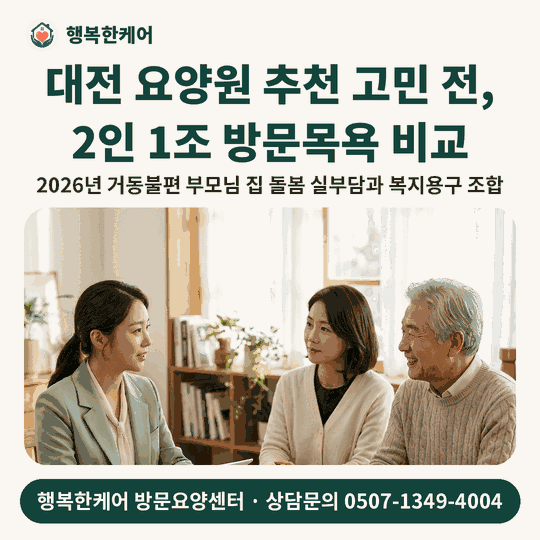 행복한케어
대전 요양원 추천 고민 전,
2인 1조 방문목욕 비교
2026년 거동불편 부모님 집 돌봄 실부담과 복지용구 조합
행복한케어 방문요양센터 · 상담문의 0507-1349-4004